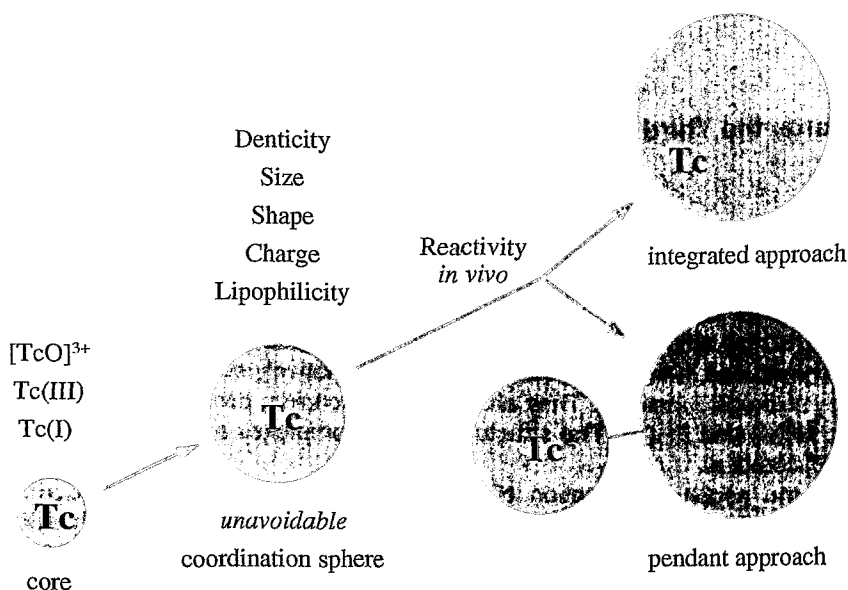 Denticity
Size
Shape
Charge
Lipophilicity
[TcO]³⁺
Tc(III)
Tc(I)
Tc
core
Tc
unavoidable
coordination sphere
Reactivity
in vivo
Tc
integrated approach
Tc
pendant approach